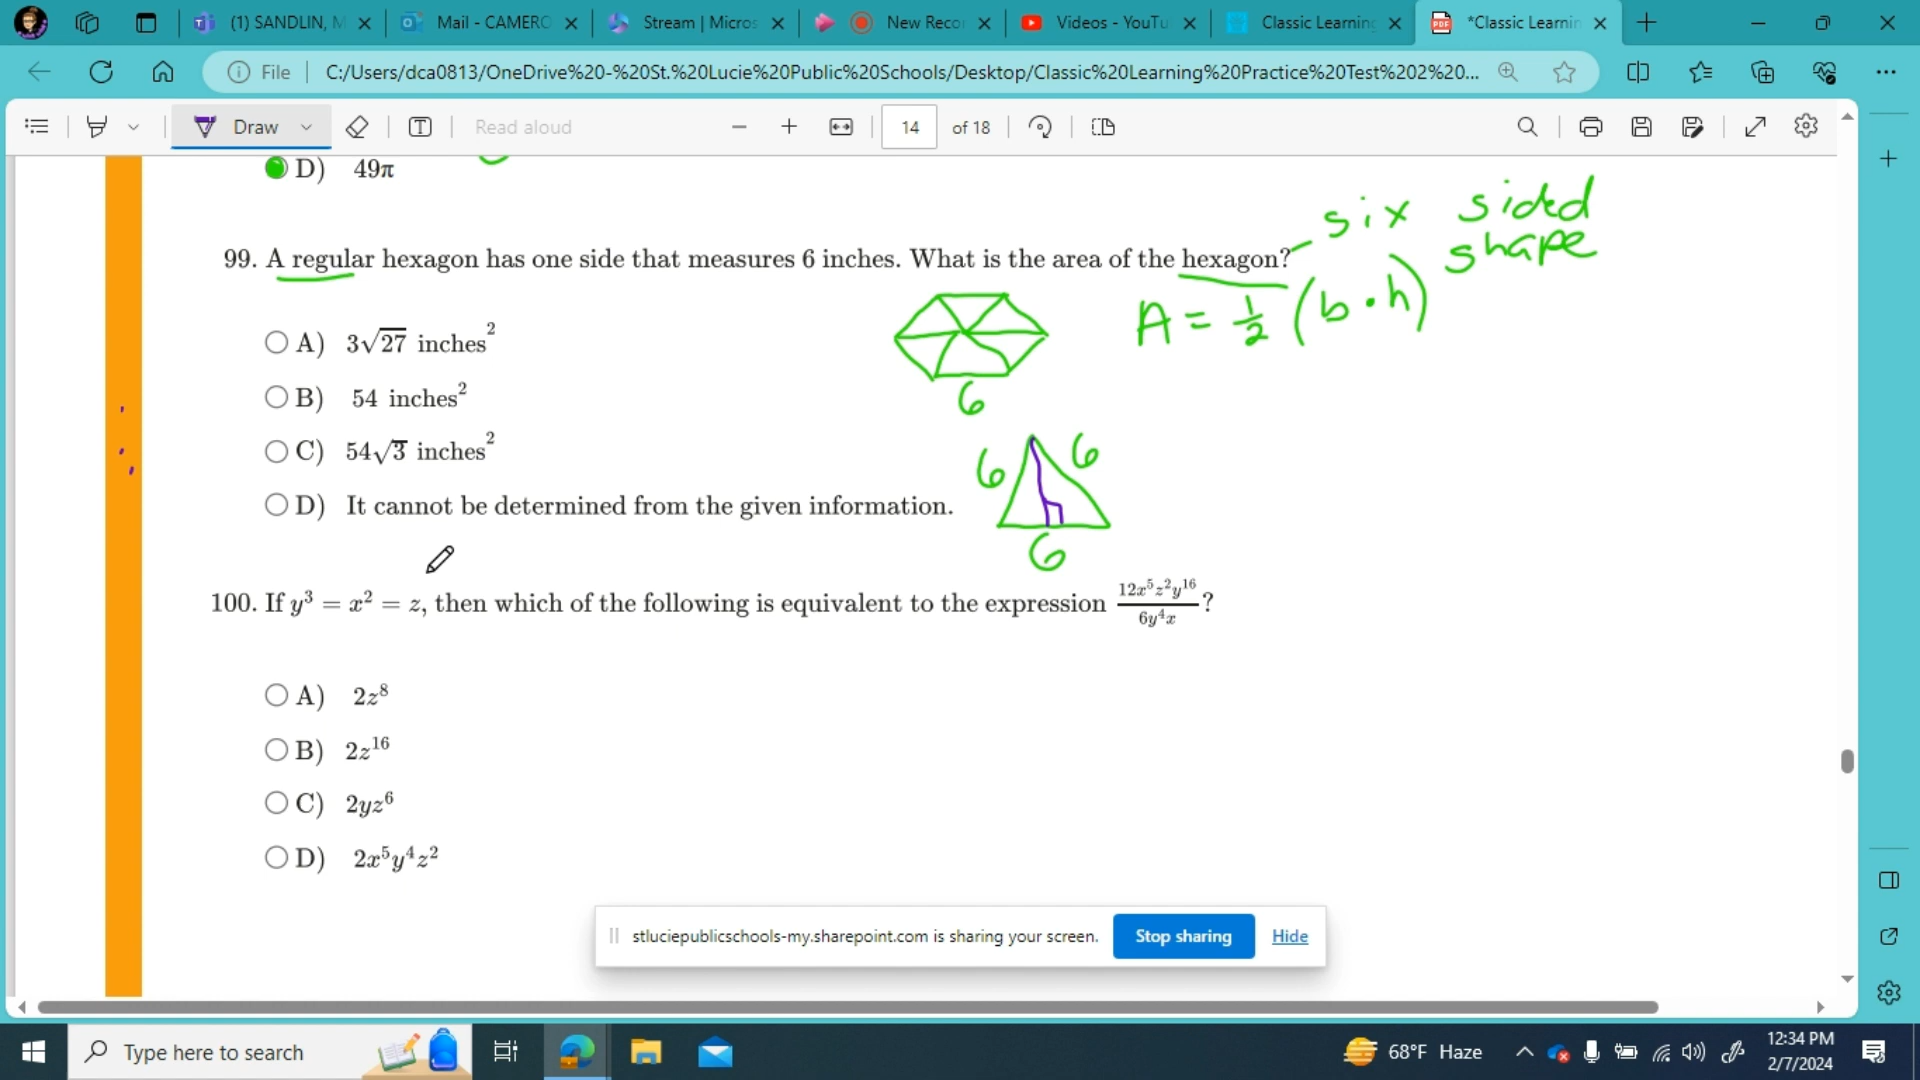 (1) SANDLIN, M
Mail - CAMERO
Stream | Micros
New Reco
Videos - YouTu
Classic Learning
*Classic Learnin
File
C:/Users/dca0813/OneDrive%20-%20St.%20Lucie%20Public%20Schools/Desktop/Classic%20Learning%20Practice%20Test%202%20...
Draw
Read aloud
14 of 18
D) 49π
six sided
shape
99. A regular hexagon has one side that measures 6 inches. What is the area of the hexagon?
A = 1/2 (b · h)
A) 3√27 inches²
6
B) 54 inches²
C) 54√3 inches²
6 6
D) It cannot be determined from the given information.
6
100. If y³ = x² = z, then which of the following is equivalent to the expression 12x⁵z²y¹⁶/6y⁴x?
A) 2z⁸
B) 2z¹⁶
C) 2yz⁶
D) 2x⁵y⁴z²
stluciepublicschools-my.sharepoint.com is sharing your screen.
Stop sharing
Hide
Type here to search
68°F Haze
12:34 PM
2/7/2024